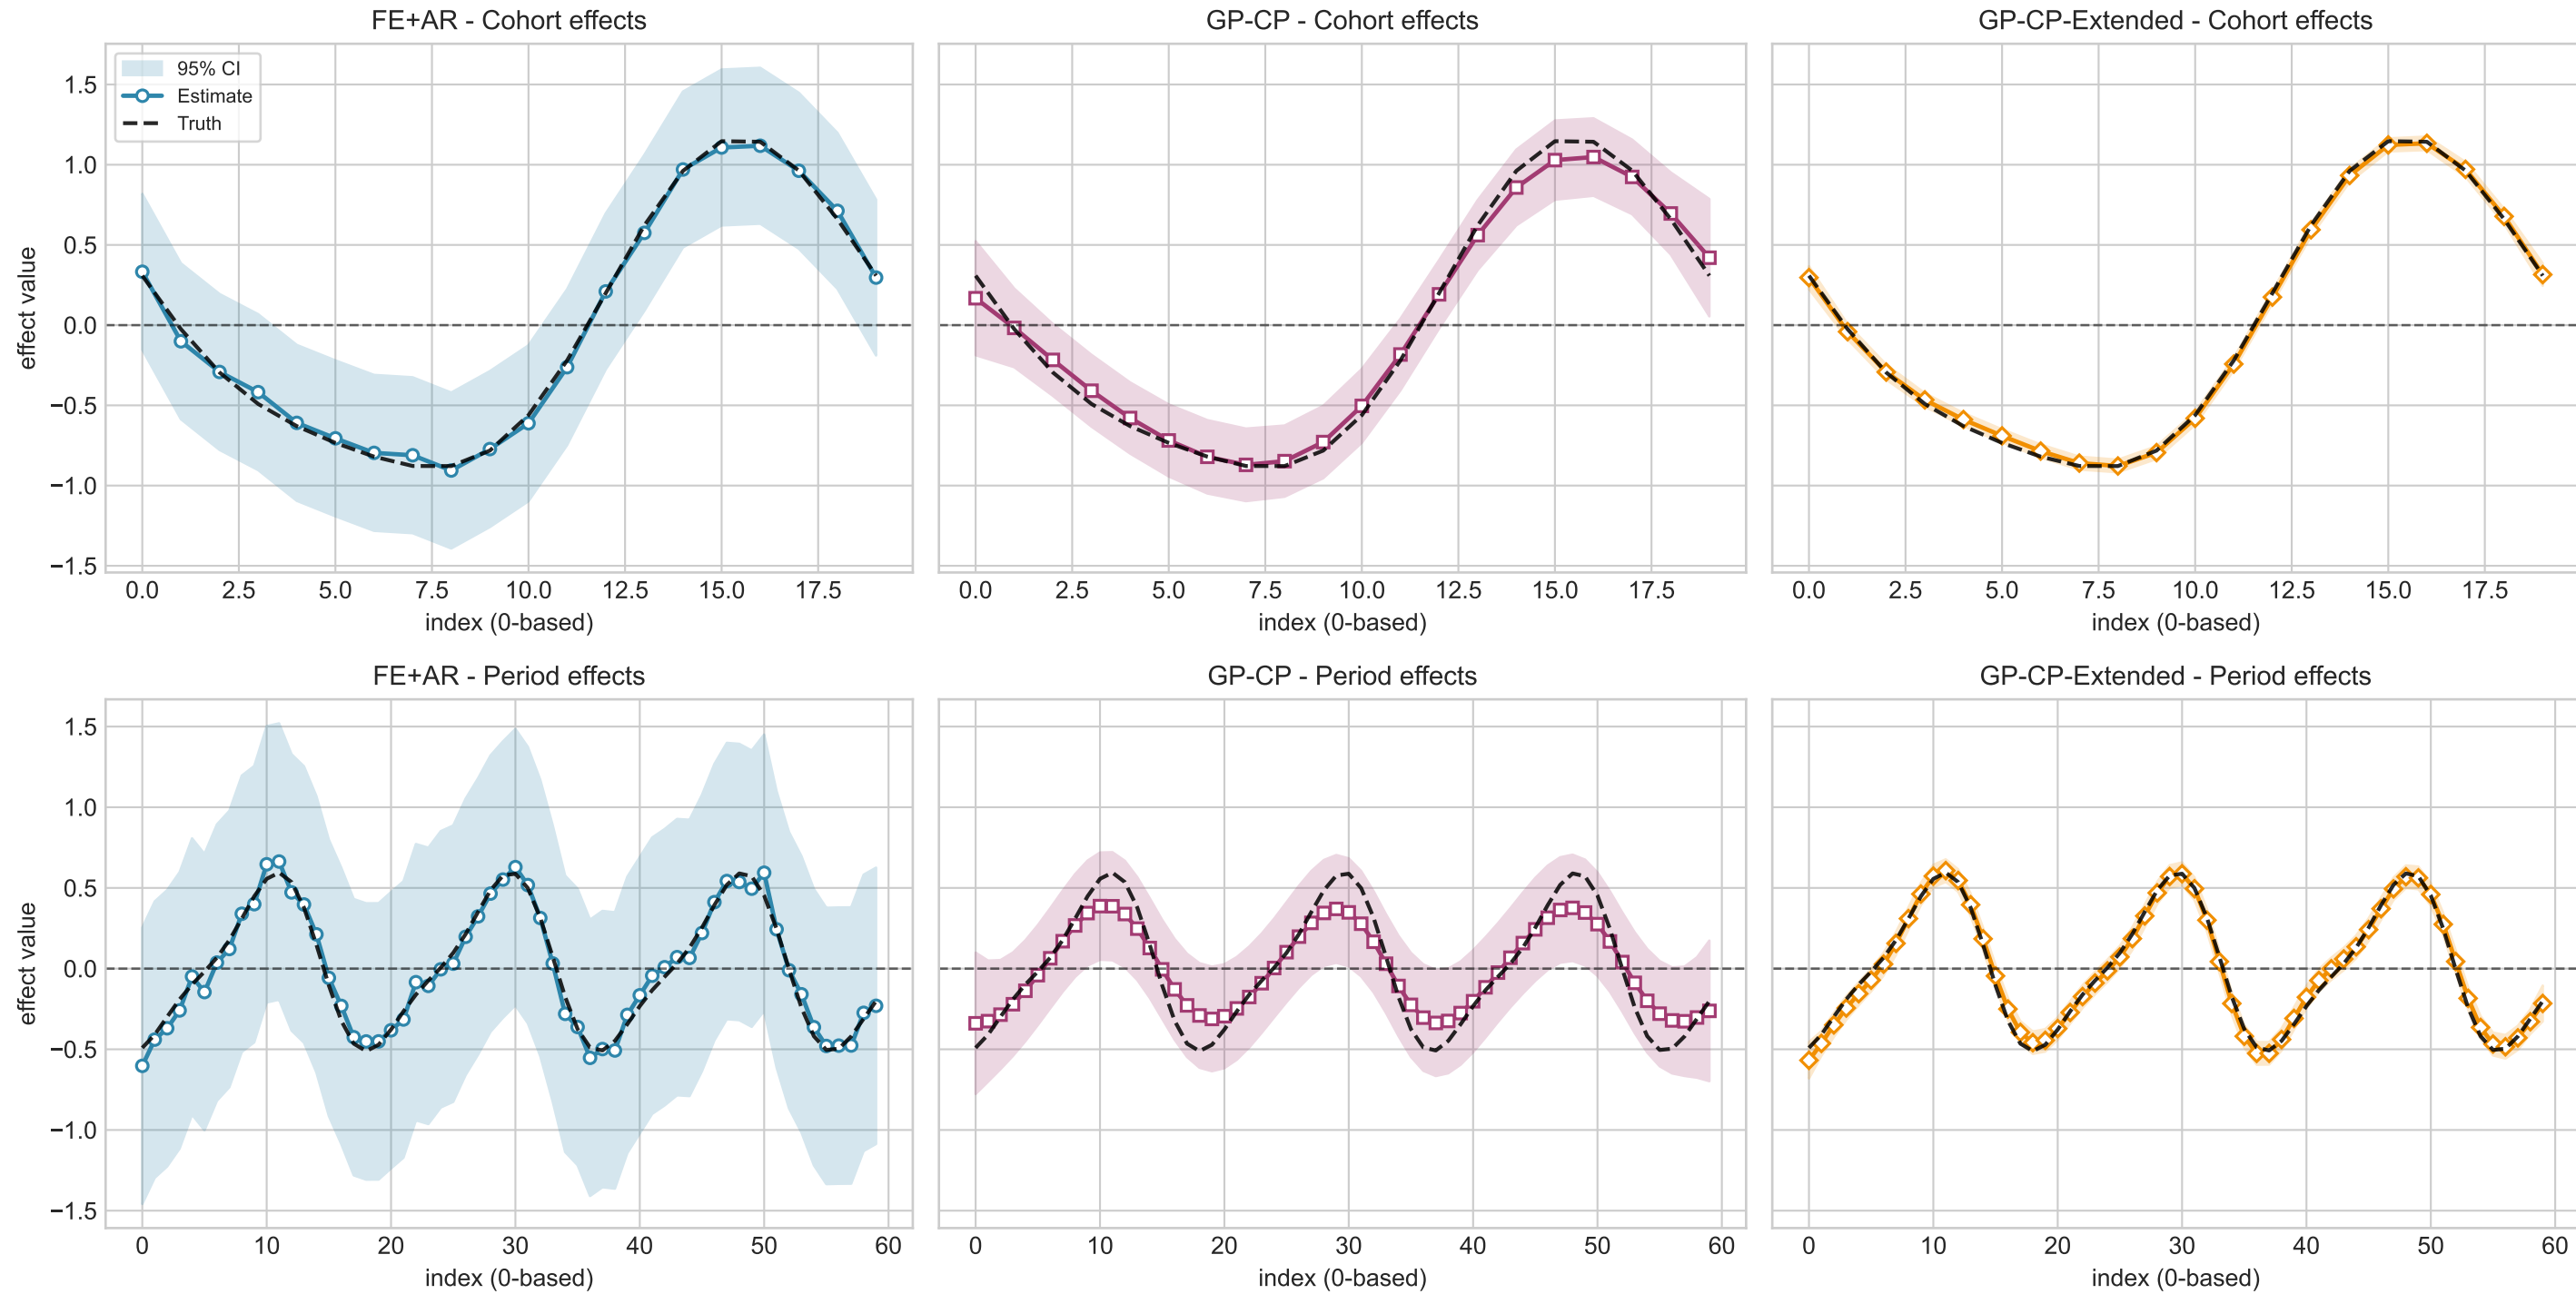 FE+AR - Cohort effects
GP-CP - Cohort effects
GP-CP-Extended - Cohort effects
95% CI
Estimate
Truth
effect value
1.5
1.0
0.5
0.0
−0.5
−1.0
−1.5
0.0 2.5 5.0 7.5 10.0 12.5 15.0 17.5
0.0 2.5 5.0 7.5 10.0 12.5 15.0 17.5
0.0 2.5 5.0 7.5 10.0 12.5 15.0 17.5
index (0-based)
index (0-based)
index (0-based)
FE+AR - Period effects
GP-CP - Period effects
GP-CP-Extended - Period effects
effect value
1.5
1.0
0.5
0.0
−0.5
−1.0
−1.5
0 10 20 30 40 50 60
0 10 20 30 40 50 60
0 10 20 30 40 50 60
index (0-based)
index (0-based)
index (0-based)